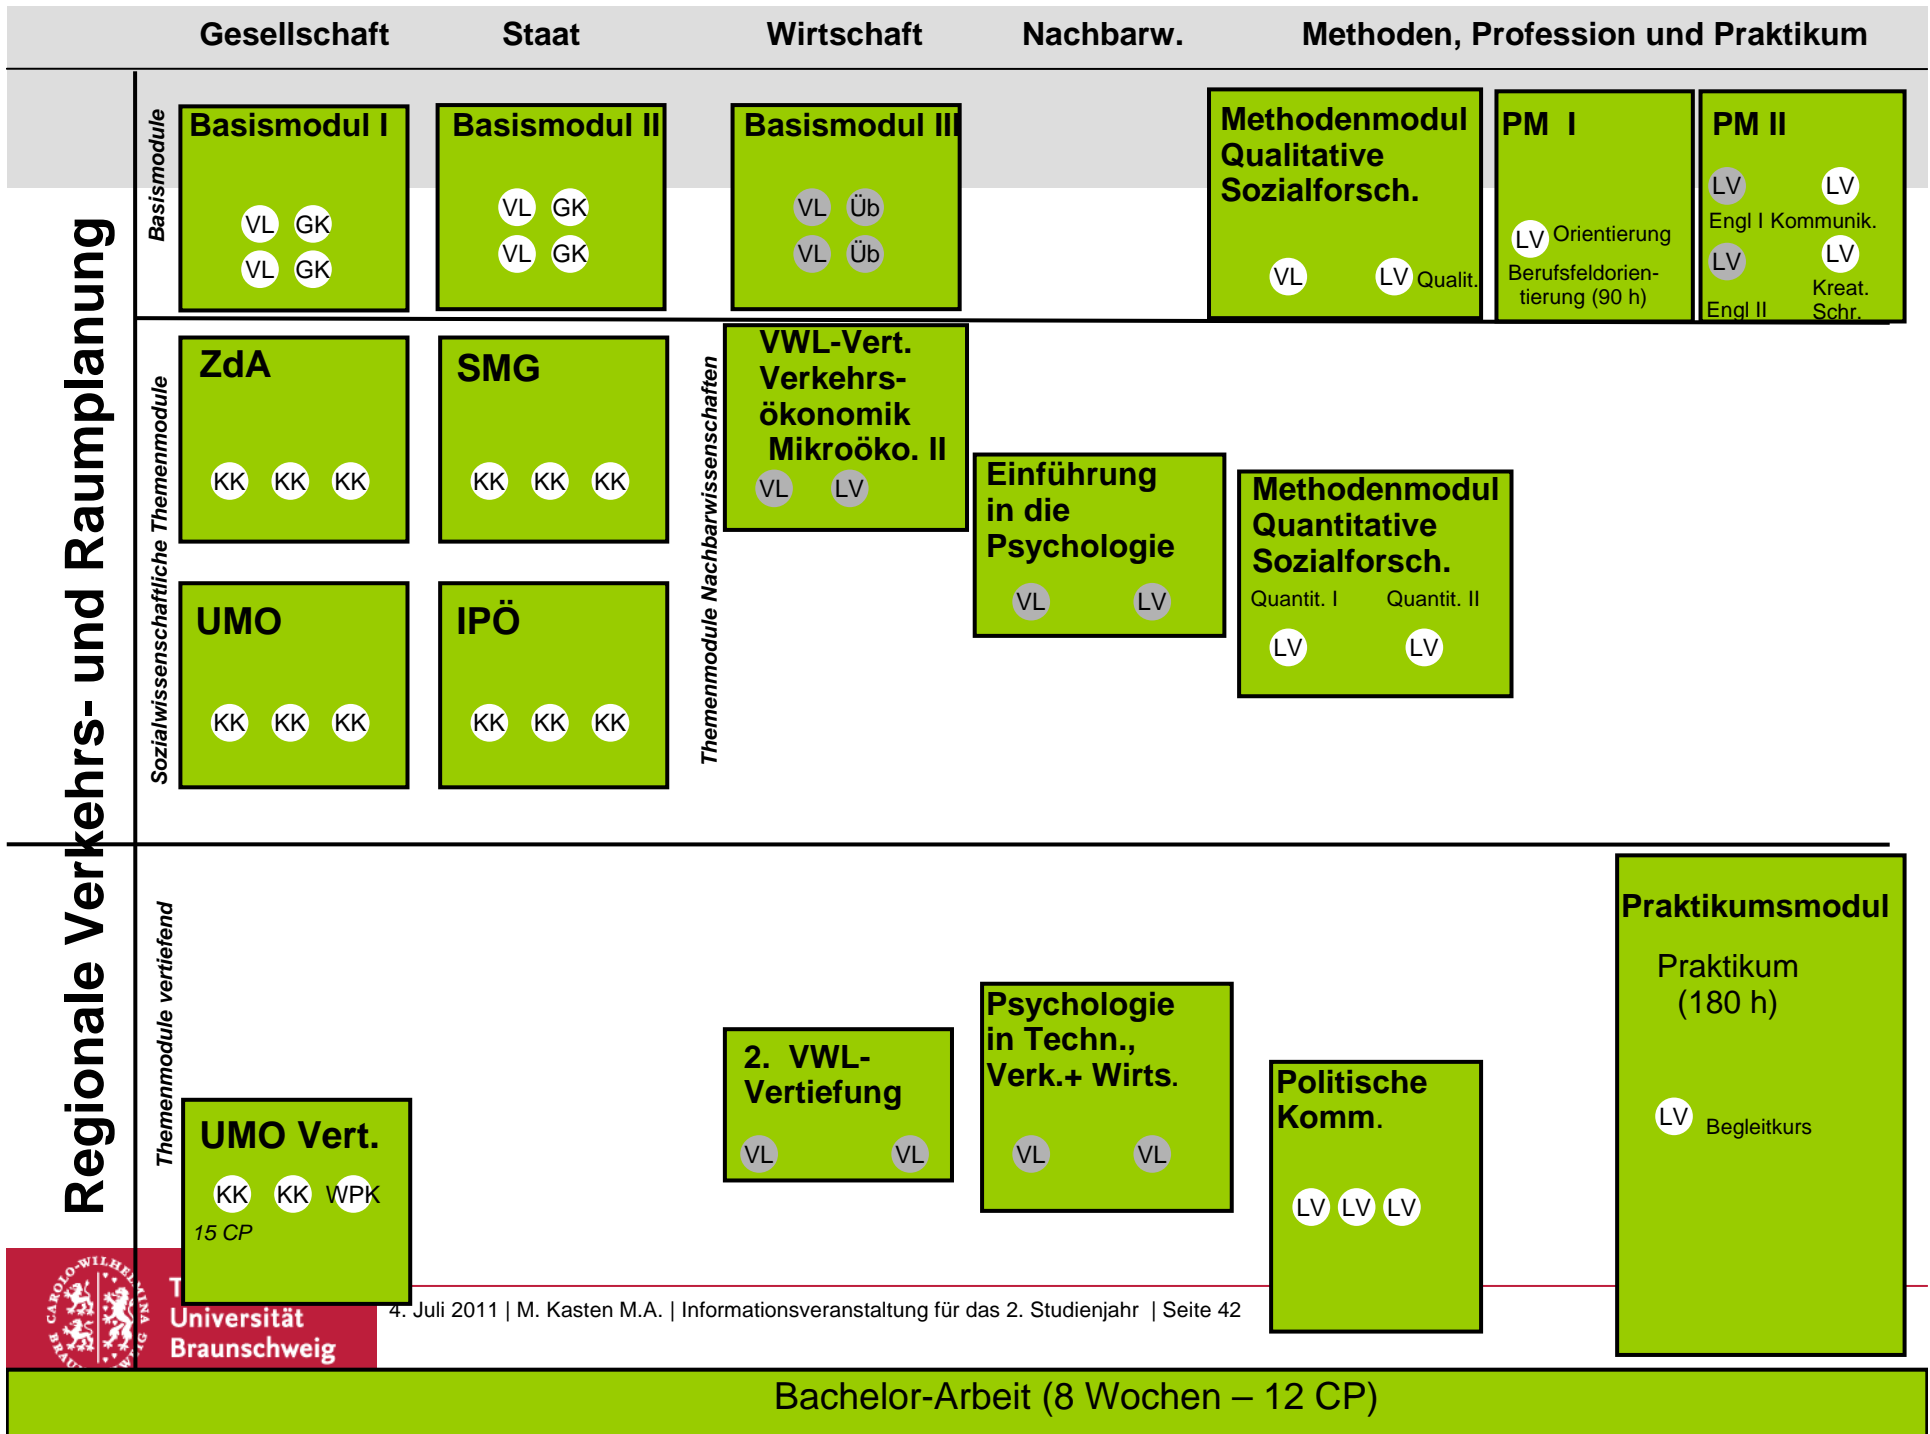 Gesellschaft Staat Wirtschaft Nachbarw. Methoden, Profession und Praktikum
Regionale Verkehrs- und Raumplanung
Basismodule
Basismodul I
VL GK
VL GK
Basismodul II
VL GK
VL GK
Basismodul III
VL Üb
VL Üb
Methodenmodul
Qualitative
Sozialforsch.
VL LV Qualit.
PM I
LV Orientierung
Berufsfeldorien-
tierung (90 h)
PM II
LV LV
Engl I Kommunik.
LV LV
Engl II Kreat.
Schr.
Sozialwissenschaftliche Themenmodule
ZdA
KK KK KK
SMG
KK KK KK
UMO
KK KK KK
IPÖ
KK KK KK
Themenmodule Nachbarwissenschaften
VWL-Vert.
Verkehrs-
ökonomik
Mikroöko. II
VL LV
Einführung
in die
Psychologie
VL LV
Methodenmodul
Quantitative
Sozialforsch.
Quantit. I Quantit. II
LV LV
Themenmodule vertiefend
UMO Vert.
KK KK WPK
15 CP
2. VWL-
Vertiefung
VL VL
Psychologie
in Techn.,
Verk.+ Wirts.
VL VL
Politische
Komm.
LV LV LV
Praktikumsmodul
Praktikum
(180 h)
LV Begleitkurs
Universität
Braunschweig
4. Juli 2011 | M. Kasten M.A. | Informationsveranstaltung für das 2. Studienjahr | Seite 42
Bachelor-Arbeit (8 Wochen – 12 CP)